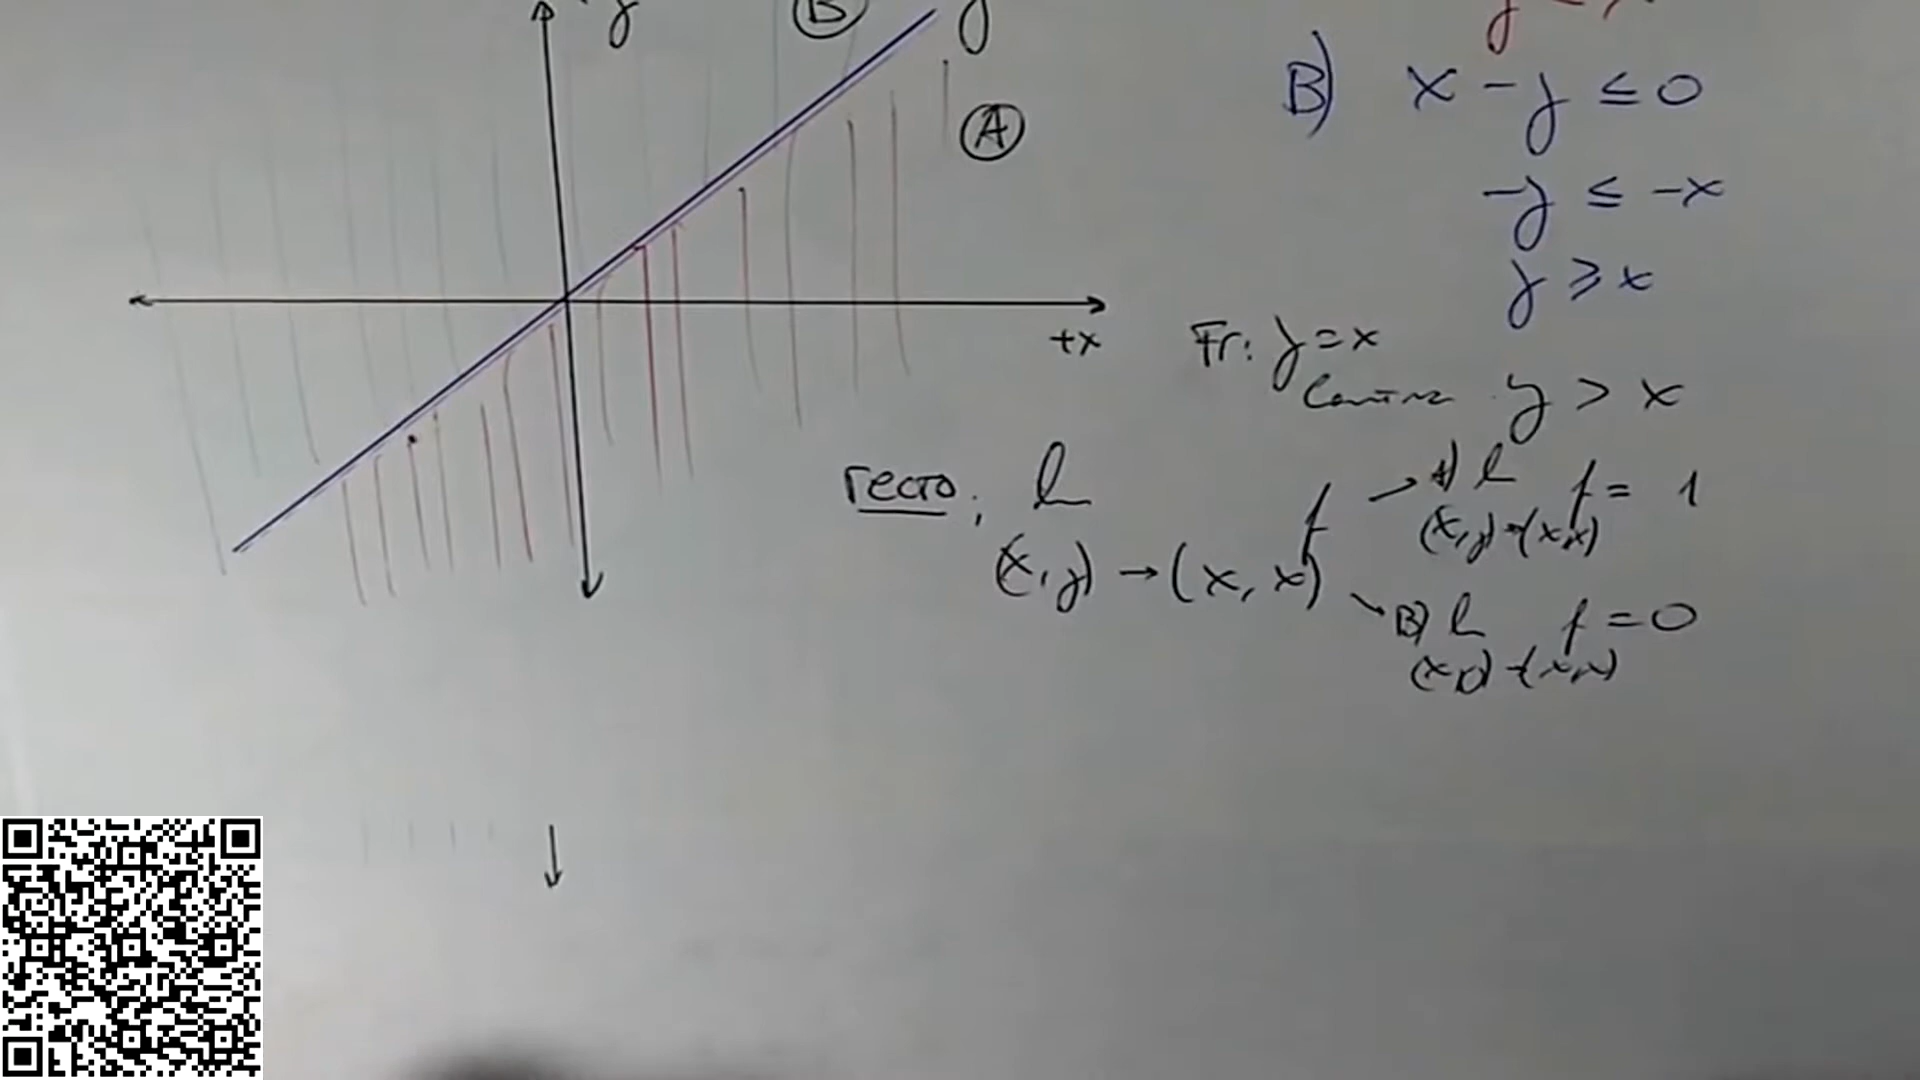 y
B
y
A
+x
B) x - y ≤ 0
-y ≤ -x
y ≥ x
Fr: y = x
y > x
resto:
(x,y) → (x,x) f
A) f = 1
(x,y) → (x,x)
B) f = 0
(x,y) → (x,x)